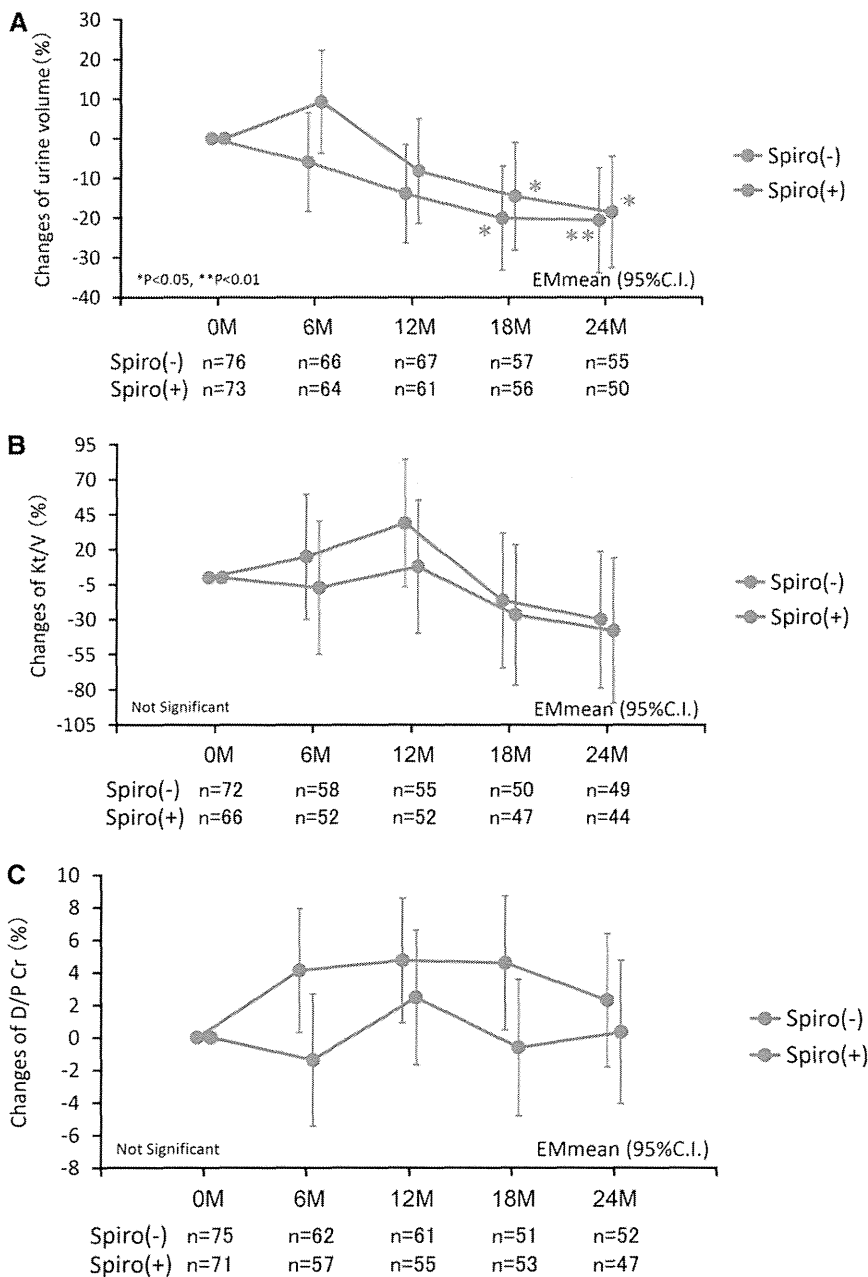 A
Changes of urine volume (%)
30
20
10
0
-10
-20
-30
-40
*
*
*
**
*P<0.05, **P<0.01
EMmean (95%C.I.)
Spiro(-)
Spiro(+)
0M 6M 12M 18M 24M
Spiro(-) n=76 n=66 n=67 n=57 n=55
Spiro(+) n=73 n=64 n=61 n=56 n=50
B
Changes of Kt/V (%)
95
70
45
20
-5
-30
-55
-80
-105
Not Significant
EMmean (95%C.I.)
Spiro(-)
Spiro(+)
0M 6M 12M 18M 24M
Spiro(-) n=72 n=58 n=55 n=50 n=49
Spiro(+) n=66 n=52 n=52 n=47 n=44
C
Changes of D/P Cr (%)
10
8
6
4
2
0
-2
-4
-6
-8
Not Significant
EMmean (95%C.I.)
Spiro(-)
Spiro(+)
0M 6M 12M 18M 24M
Spiro(-) n=75 n=62 n=61 n=51 n=52
Spiro(+) n=71 n=57 n=55 n=53 n=47